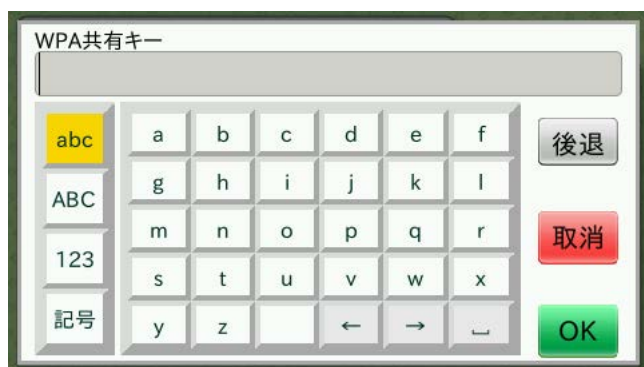 WPA共有キー
abc
ABC
123
記号
a b c d e f
g h i j k l
m n o p q r
s t u v w x
y z ← → ⎵
後退
取消
OK